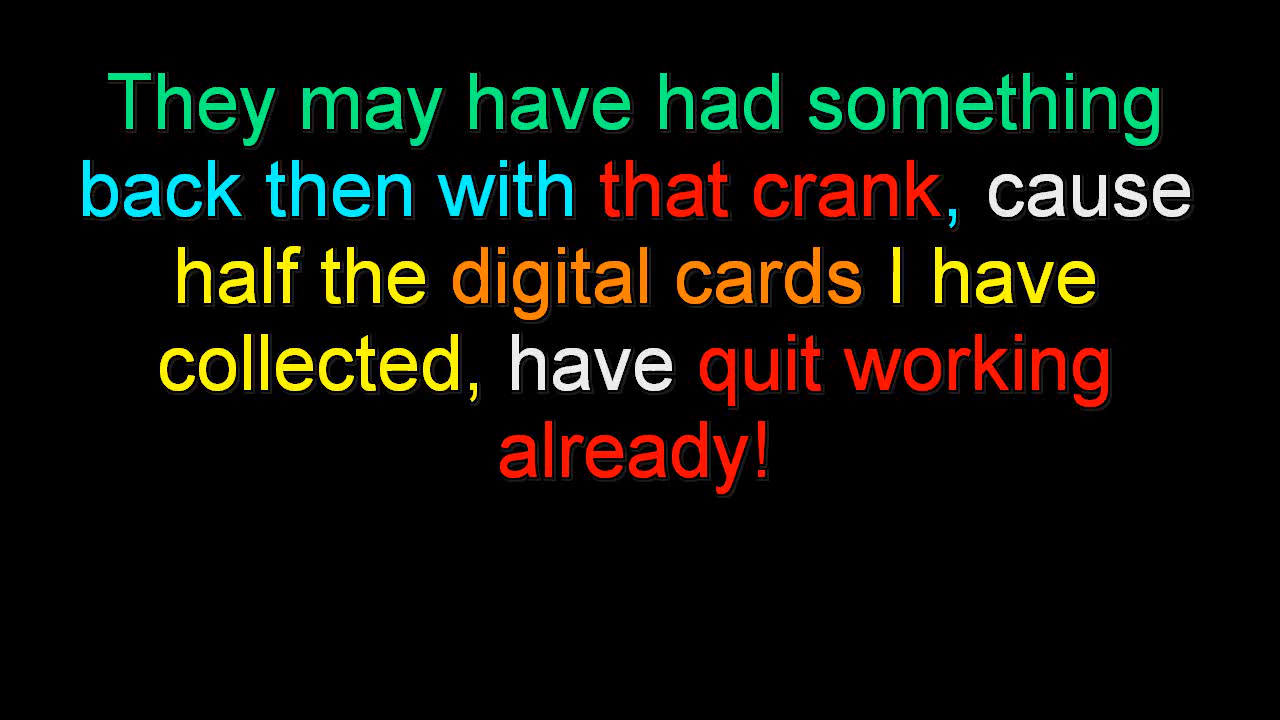 They may have had something
back then with that crank, cause
half the digital cards I have
collected, have quit working
already!